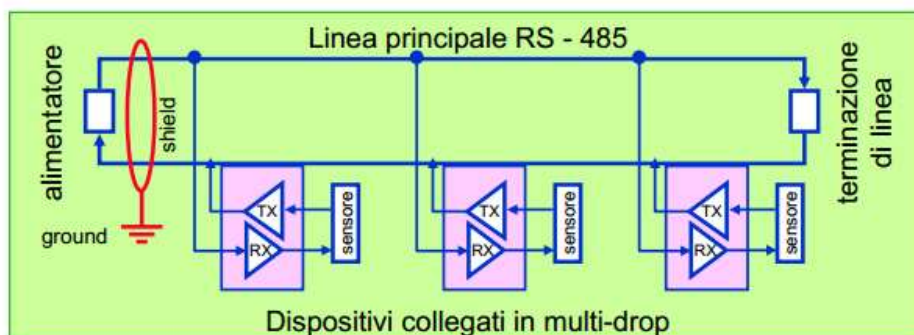 Linea principale RS - 485
alimentatore
shield
terminazione
di linea
ground
TX
RX
sensore
TX
RX
sensore
TX
RX
sensore
Dispositivi collegati in multi-drop